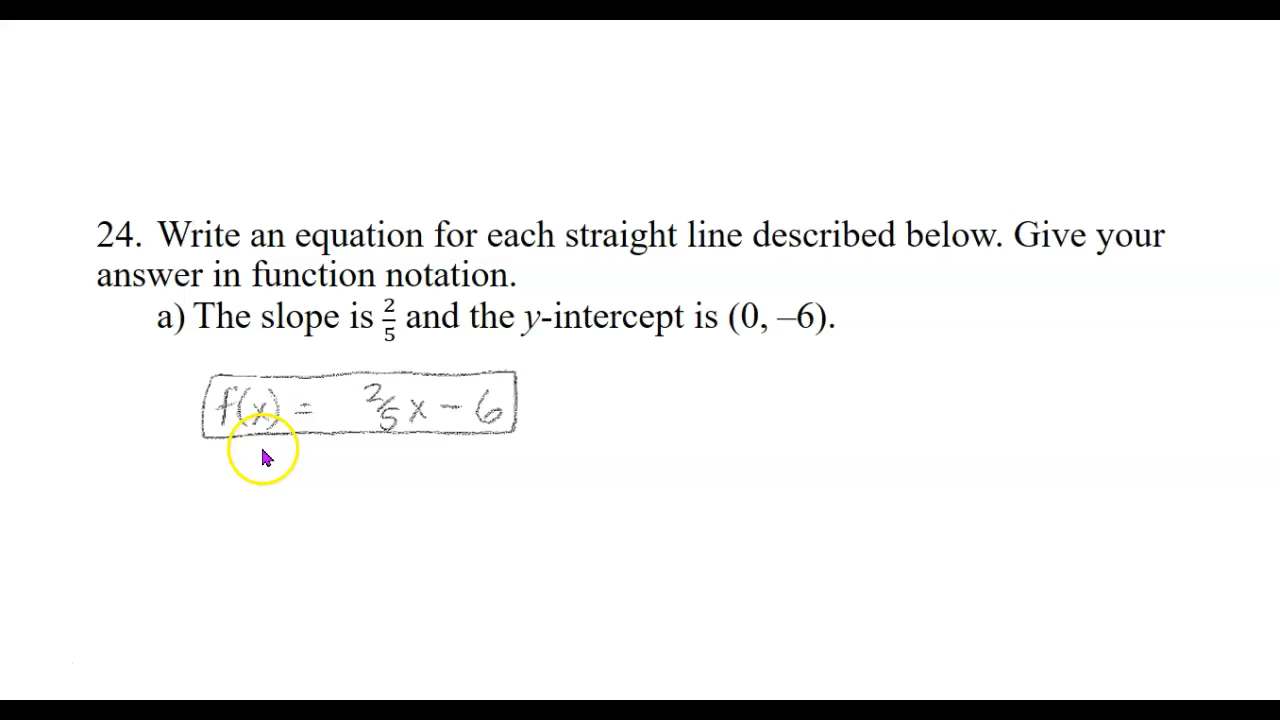 24. Write an equation for each straight line described below. Give your
answer in function notation.
a) The slope is 2/5 and the y-intercept is (0, –6).
f(x) = 2/5 x - 6